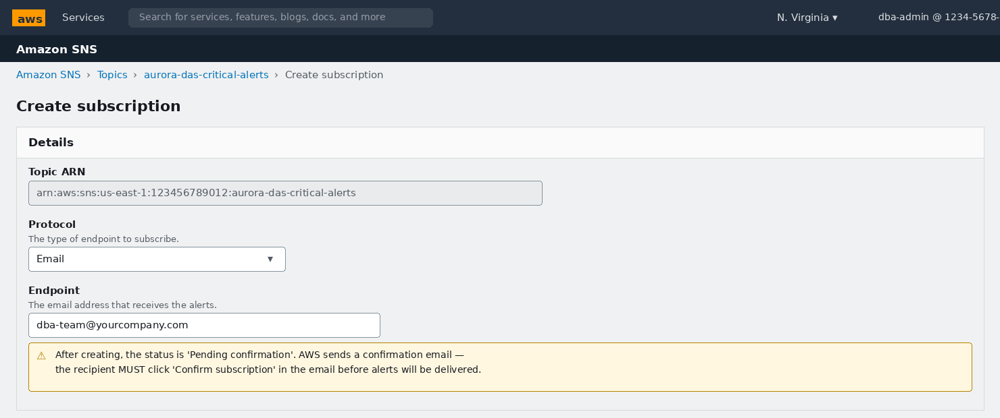 aws Services Search for services, features, blogs, docs, and more N. Virginia ▾ dba-admin @ 1234-5678-
Amazon SNS
Amazon SNS › Topics › aurora-das-critical-alerts › Create subscription
Create subscription
Details
Topic ARN
arn:aws:sns:us-east-1:123456789012:aurora-das-critical-alerts
Protocol
The type of endpoint to subscribe.
Email ▼
Endpoint
The email address that receives the alerts.
dba-team@yourcompany.com
⚠ After creating, the status is 'Pending confirmation'. AWS sends a confirmation email —
the recipient MUST click 'Confirm subscription' in the email before alerts will be delivered.